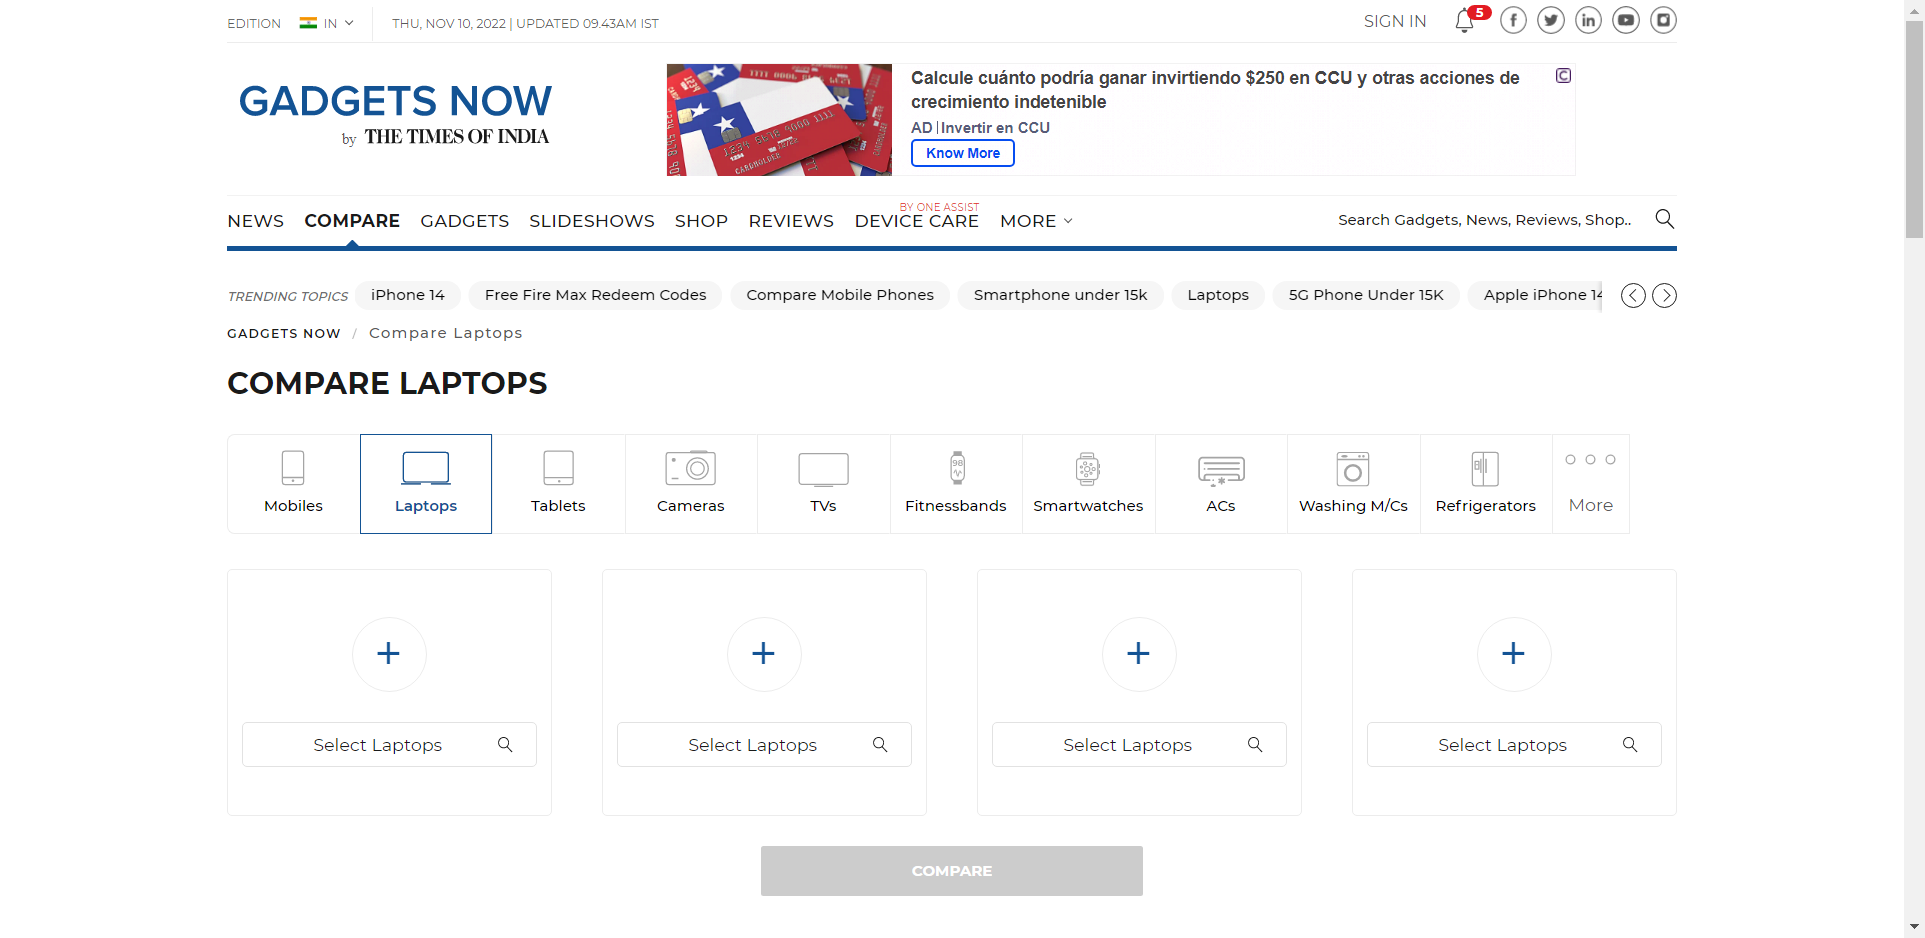 EDITION IN THU, NOV 10, 2022 | UPDATED 09.43AM IST SIGN IN 5
GADGETS NOW
by THE TIMES OF INDIA
Calcule cuánto podría ganar invirtiendo $250 en CCU y otras acciones de
crecimiento indetenible
AD | Invertir en CCU
Know More
NEWS COMPARE GADGETS SLIDESHOWS SHOP REVIEWS DEVICE CARE BY ONE ASSIST MORE Search Gadgets, News, Reviews, Shop..
TRENDING TOPICS iPhone 14 Free Fire Max Redeem Codes Compare Mobile Phones Smartphone under 15k Laptops 5G Phone Under 15K Apple iPhone 14
GADGETS NOW / Compare Laptops
COMPARE LAPTOPS
Mobiles Laptops Tablets Cameras TVs Fitnessbands Smartwatches ACs Washing M/Cs Refrigerators More
Select Laptops Select Laptops Select Laptops Select Laptops
COMPARE